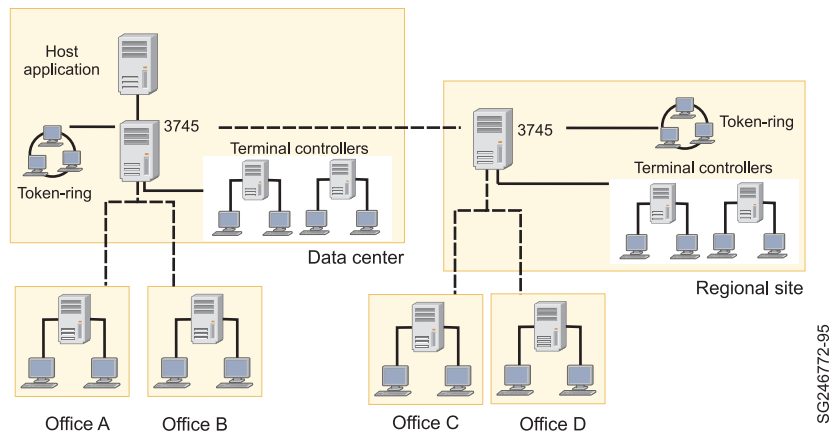 Host
application
3745
Token-ring
Terminal controllers
Data center
3745
Token-ring
Terminal controllers
Regional site
Office A
Office B
Office C
Office D
SG246772-95